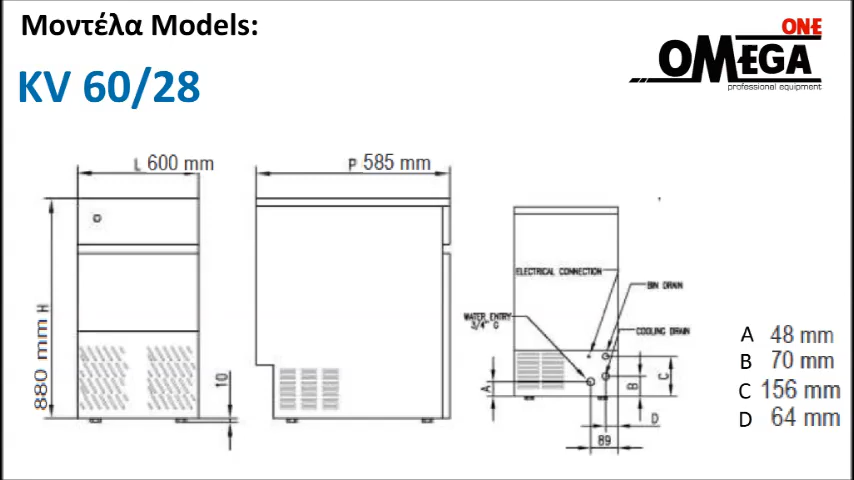 Μοντέλα Models:
ONE
OMEGA
professional equipment
KV 60/28
L 600 mm
P 585 mm
880 mm H
10
ELECTRICAL CONNECTION
BIN DRAIN
WATER ENTRY
3/4" G
COOLING DRAIN
A
B
C
D
89
A 48 mm
B 70 mm
C 156 mm
D 64 mm